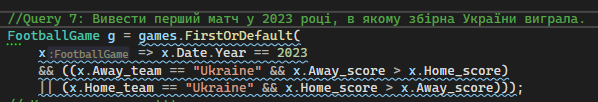 //Query 7: Вивести перший матч у 2023 році, в якому збірна України виграла.
FootballGame g = games.FirstOrDefault(
x :FootballGame => x.Date.Year == 2023
&& ((x.Away_team == "Ukraine" && x.Away_score > x.Home_score)
|| (x.Home_team == "Ukraine" && x.Home_score > x.Away_score)));